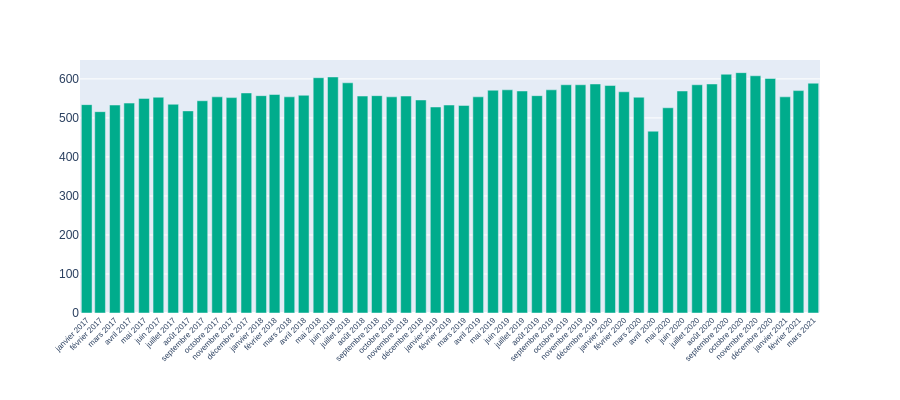 600
500
400
300
200
100
0
janvier 2017
février 2017
mars 2017
avril 2017
mai 2017
juin 2017
juillet 2017
août 2017
septembre 2017
octobre 2017
novembre 2017
décembre 2017
janvier 2018
février 2018
mars 2018
avril 2018
mai 2018
juin 2018
juillet 2018
août 2018
septembre 2018
octobre 2018
novembre 2018
décembre 2018
janvier 2019
février 2019
mars 2019
avril 2019
mai 2019
juin 2019
juillet 2019
août 2019
septembre 2019
octobre 2019
novembre 2019
décembre 2019
janvier 2020
février 2020
mars 2020
avril 2020
mai 2020
juin 2020
juillet 2020
août 2020
septembre 2020
octobre 2020
novembre 2020
décembre 2020
janvier 2021
février 2021
mars 2021